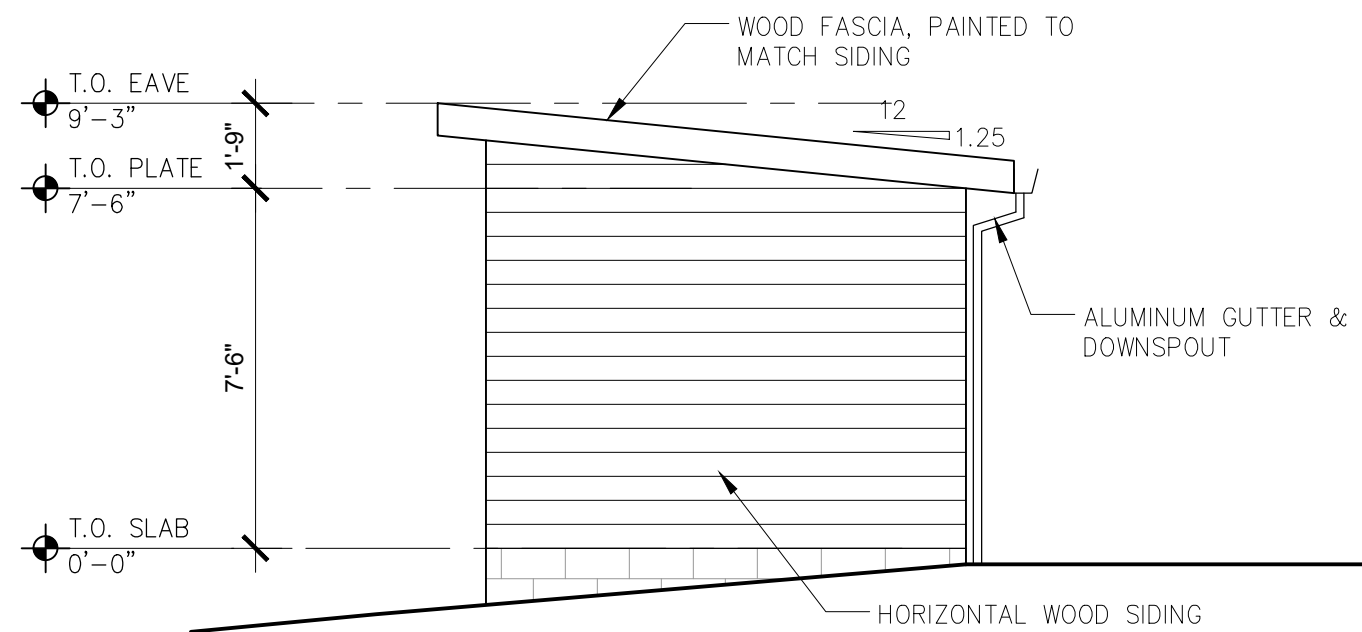 WOOD FASCIA, PAINTED TO
MATCH SIDING
T.O. EAVE
9'-3"
12
1.25
1'-9"
T.O. PLATE
7'-6"
7'-6"
ALUMINUM GUTTER &
DOWNSPOUT
T.O. SLAB
0'-0"
HORIZONTAL WOOD SIDING